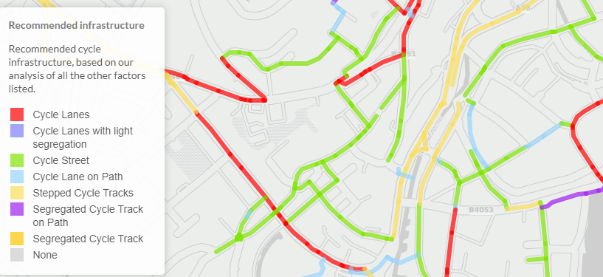 Recommended infrastructure
Recommended cycle
infrastructure, based on our
analysis of all the other factors
listed.
Cycle Lanes
Cycle Lanes with light
segregation
Cycle Street
Cycle Lane on Path
Stepped Cycle Tracks
Segregated Cycle Track
on Path
Segregated Cycle Track
None
B4053